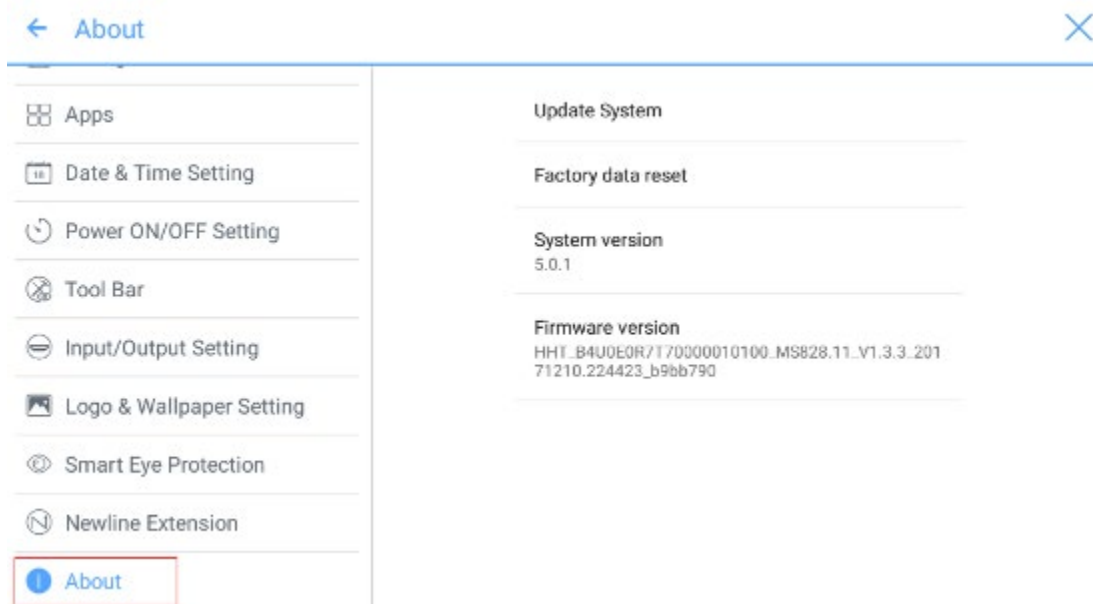 About
Apps
Date & Time Setting
Power ON/OFF Setting
Tool Bar
Input/Output Setting
Logo & Wallpaper Setting
Smart Eye Protection
Newline Extension
About
Update System
Factory data reset
System version
5.0.1
Firmware version
HHT_B4U0E0R7T70000010100_MS828.11_V1.3.3_201
71210.224423_b9bb790